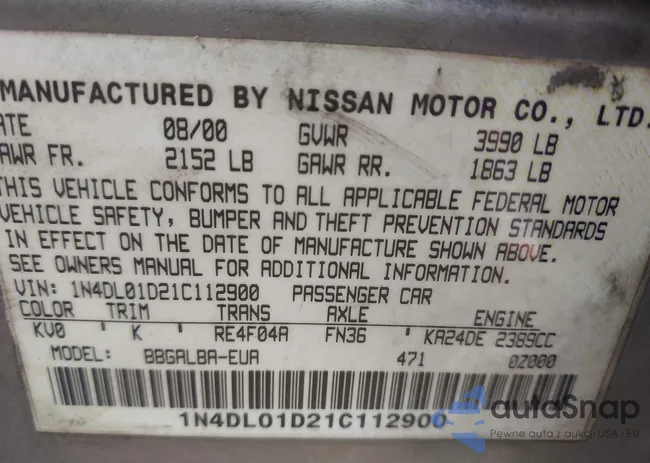 MANUFACTURED BY NISSAN MOTOR CO., LTD.
ATE 08/00 GVWR 3990 LB
AWR FR. 2152 LB GAWR RR. 1863 LB
THIS VEHICLE CONFORMS TO ALL APPLICABLE FEDERAL MOTOR
VEHICLE SAFETY, BUMPER AND THEFT PREVENTION STANDARDS
IN EFFECT ON THE DATE OF MANUFACTURE SHOWN ABOVE.
SEE OWNERS MANUAL FOR ADDITIONAL INFORMATION.
VIN: 1N4DL01D21C112900 PASSENGER CAR
COLOR TRIM TRANS AXLE ENGINE
KV0 K RE4F04A FN36 KA24DE 2389CC
MODEL: BBGALBA-EUA 471 0Z000
1N4DL01D21C112900
autoSnap
Pewne auta z aukcji USA i EU